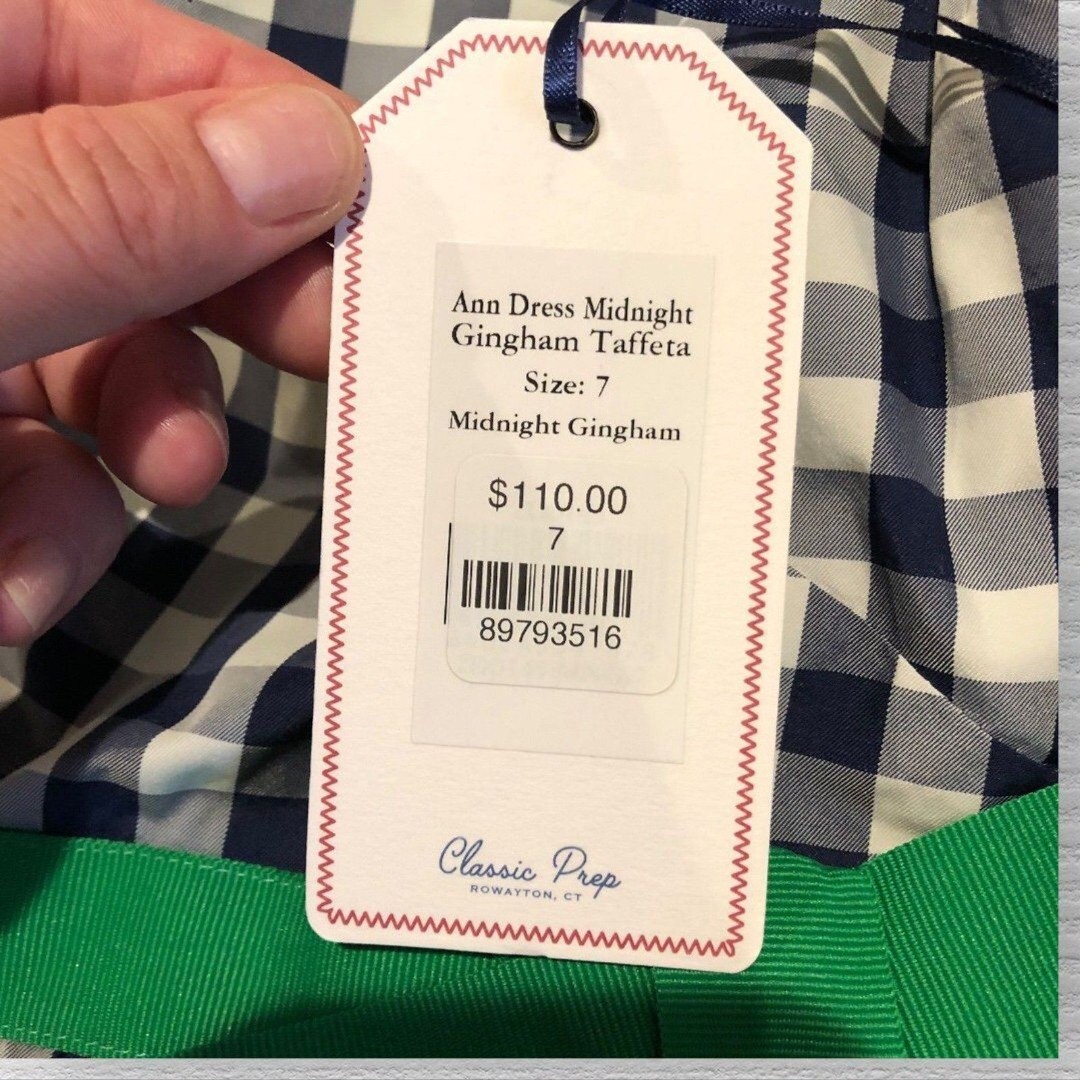 Ann Dress Midnight
Gingham Taffeta
Size: 7
Midnight Gingham
$110.00
7
89793516
Classic Prep
ROWAYTON, CT